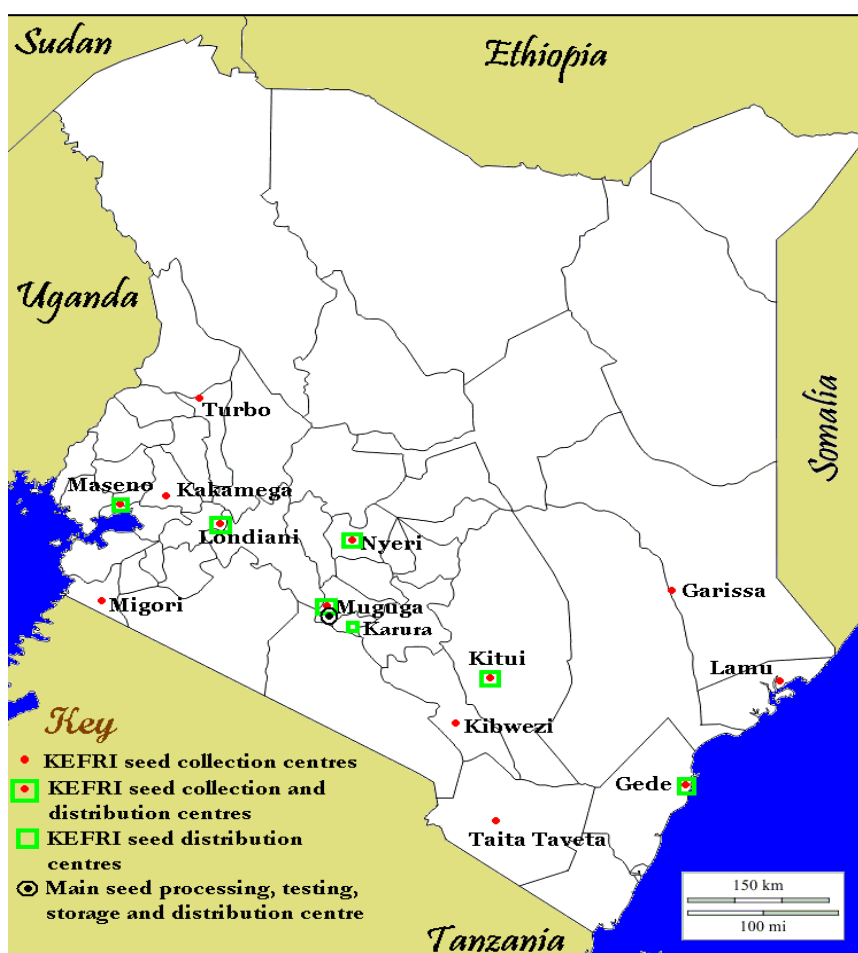 Sudan
Ethiopia
Uganda
Somalia
Turbo
Maseno
Kakamega
Londiani
Nyeri
Migori
Muguga
Garissa
Karura
Kitui
Lamu
Kibwezi
Gede
Taita Taveta
Key
KEFRI seed collection centres
KEFRI seed collection and
distribution centres
KEFRI seed distribution
centres
Main seed processing, testing,
storage and distribution centre
150 km
100 mi
Tanzania